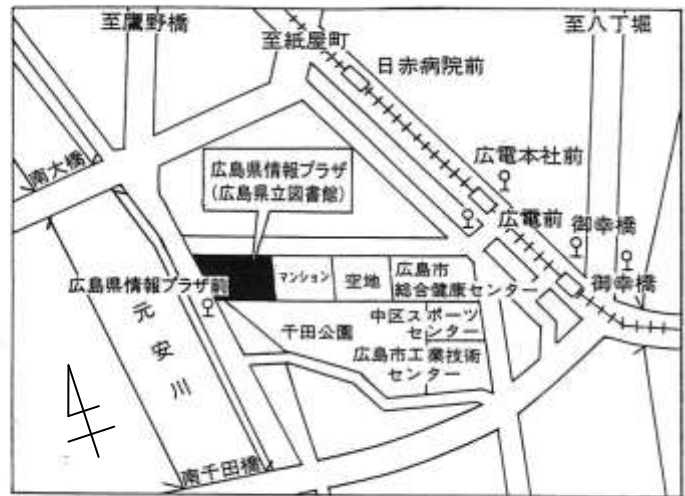 至鷹野橋
至紙屋町
至八丁堀
日赤病院前
南大橋
広島県情報プラザ
(広島県立図書館)
広電本社前
広電前
御幸橋
御幸橋
広島県情報プラザ前
マンション
空地
広島市
総合健康センター
元安川
千田公園
中区スポーツ
センター
広島市工業技術
センター
南千田橋